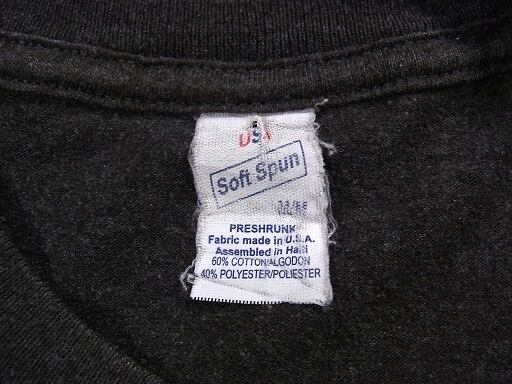 USA
Soft Spun
M/M
PRESHRUNK
Fabric made in U.S.A.
Assembled in Haiti
60% COTTON/ALGODON
40% POLYESTER/POLIESTER